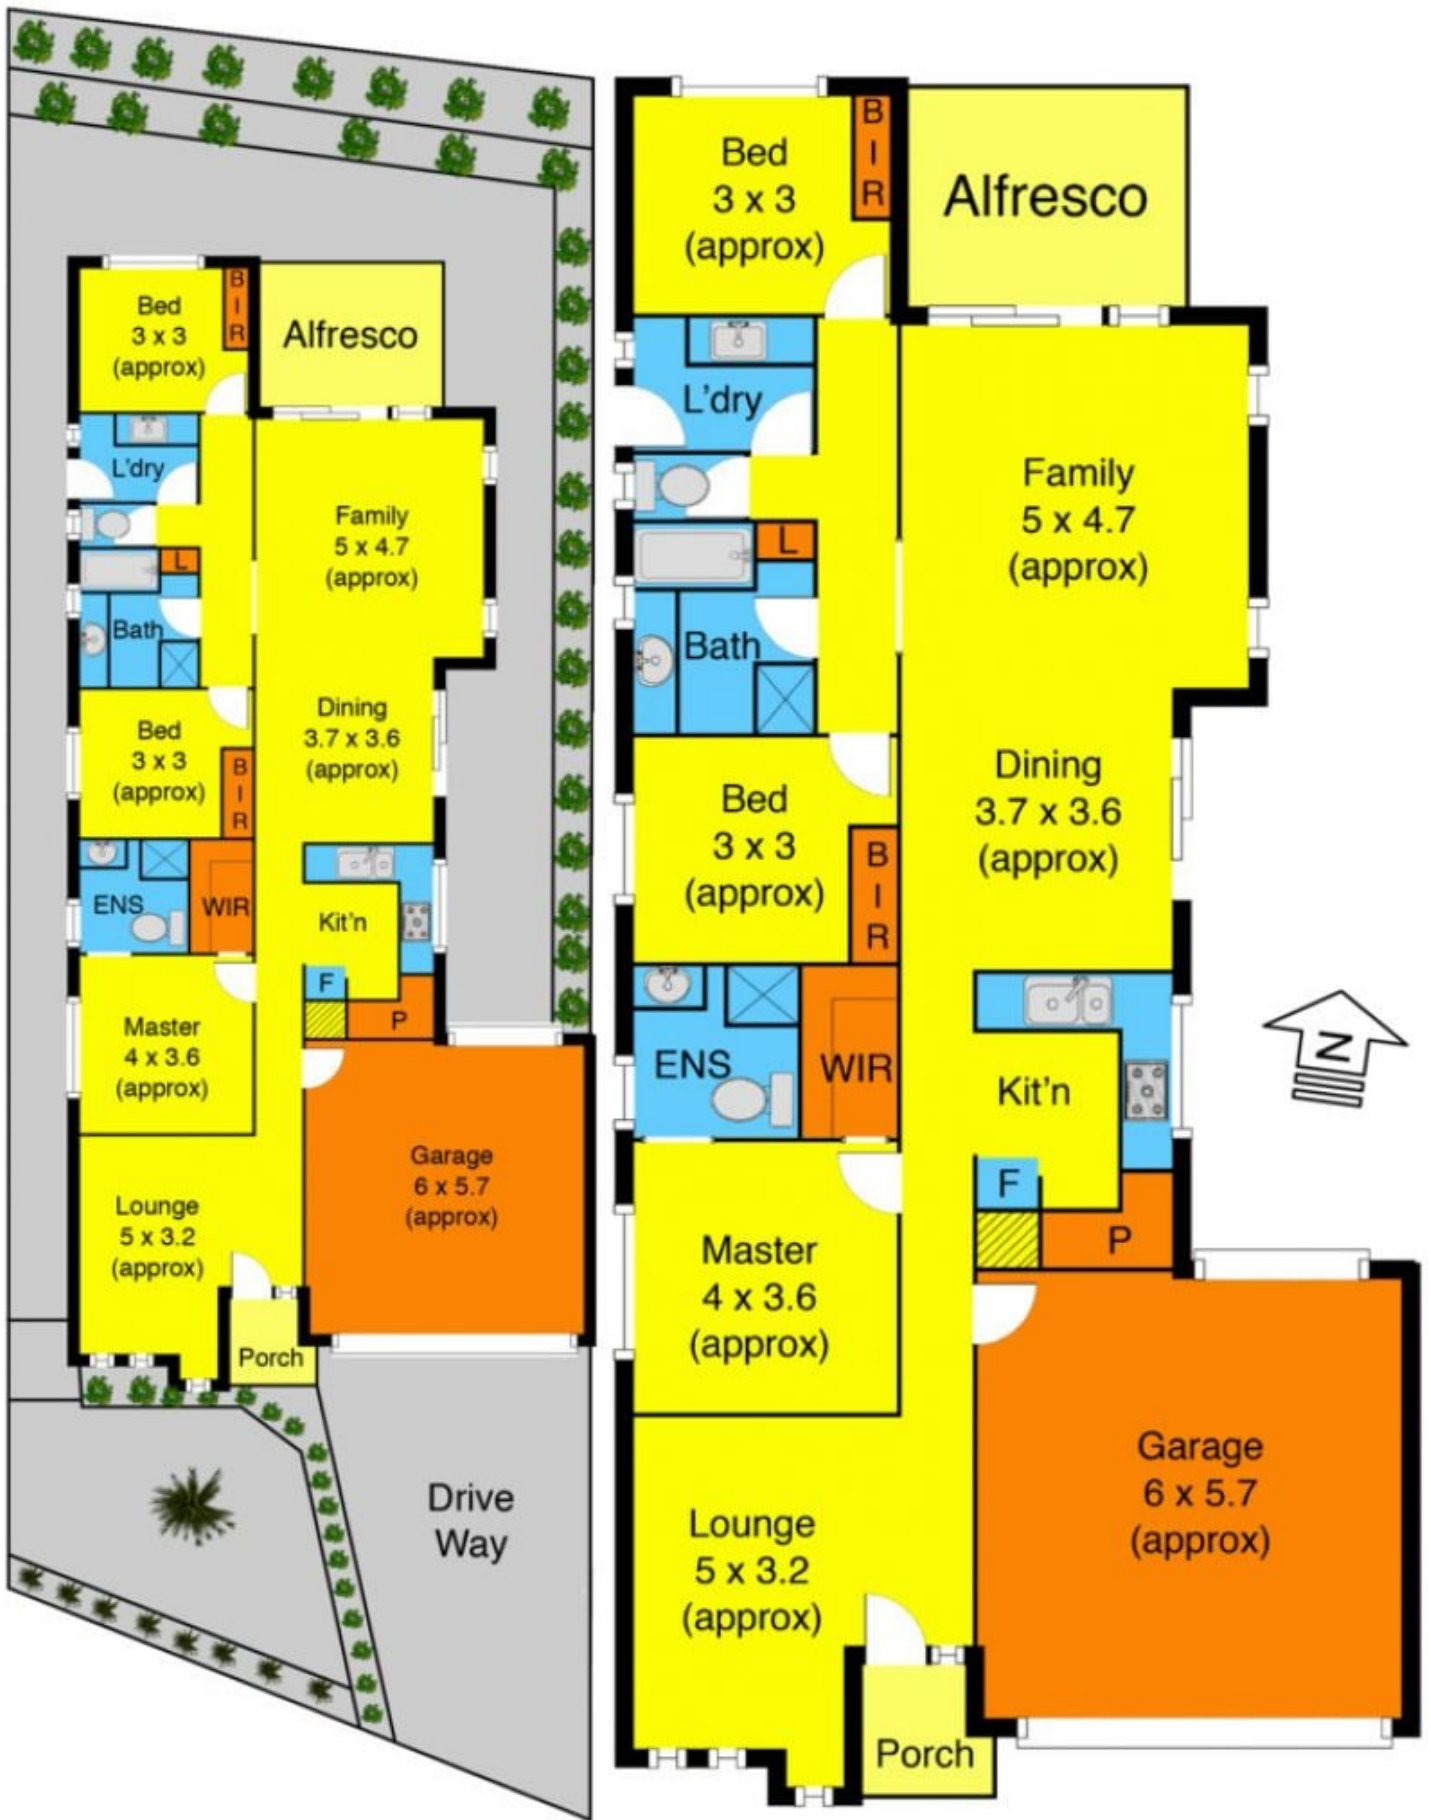 Bed
3 x 3
(approx)
B
I
R
Alfresco
L'dry
Family
5 x 4.7
(approx)
L
Bath
Dining
3.7 x 3.6
(approx)
Bed
3 x 3
(approx)
B
I
R
ENS
WIR
Kit'n
F
P
Master
4 x 3.6
(approx)
Garage
6 x 5.7
(approx)
Lounge
5 x 3.2
(approx)
Porch
Drive
Way
Bed
3 x 3
(approx)
B
I
R
Alfresco
L'dry
Family
5 x 4.7
(approx)
L
Bath
Dining
3.7 x 3.6
(approx)
Bed
3 x 3
(approx)
B
I
R
ENS
WIR
Kit'n
F
P
N
Master
4 x 3.6
(approx)
Garage
6 x 5.7
(approx)
Lounge
5 x 3.2
(approx)
Porch